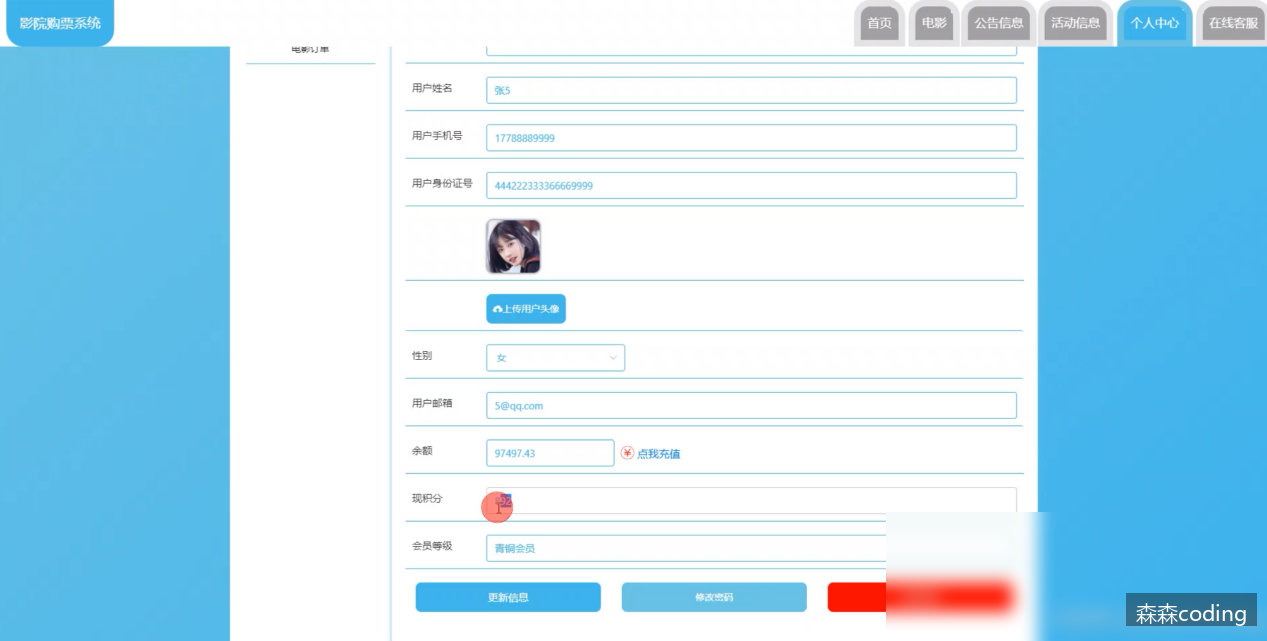 影院购票系统
首页
电影
公告信息
活动信息
个人中心
在线客服
电影订单
用户姓名
张5
用户手机号
17788889999
用户身份证号
444222333366669999
上传用户头像
性别
女
用户邮箱
5@qq.com
余额
97497.43
点我充值
现积分
会员等级
青铜会员
更新信息
修改密码
森森coding